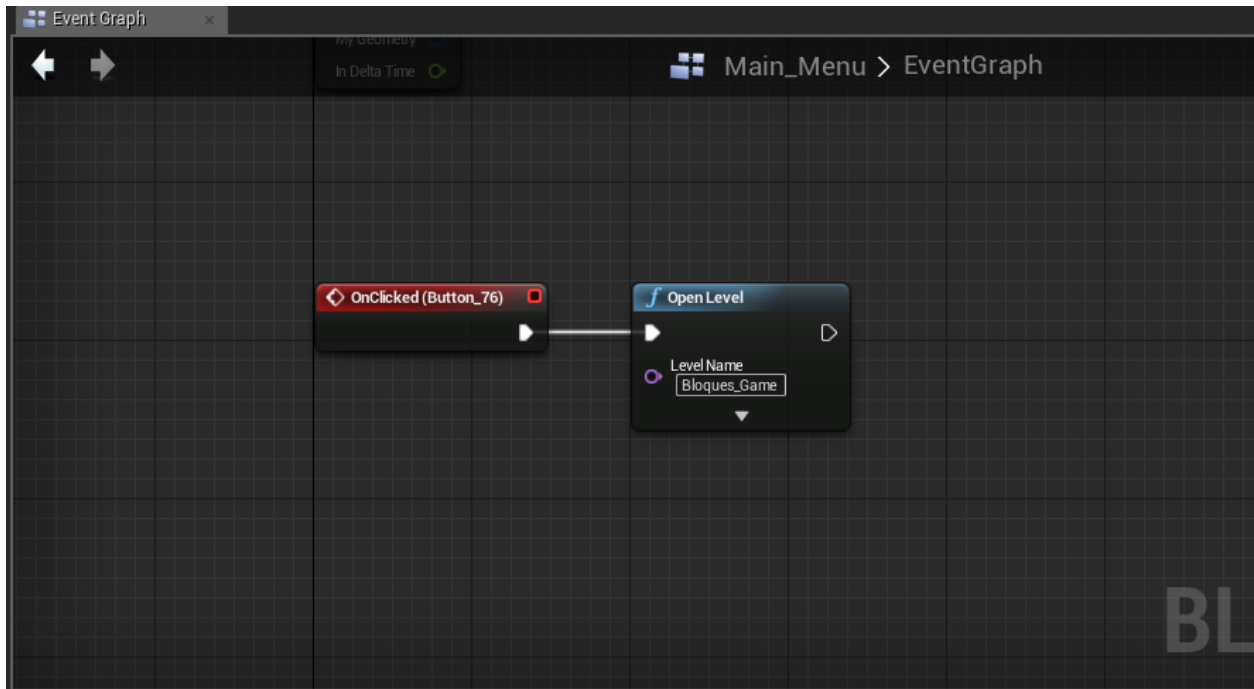 Event Graph
My Geometry
In Delta Time
Main_Menu > EventGraph
OnClicked (Button_76)
f Open Level
Level Name
Bloques_Game
BL